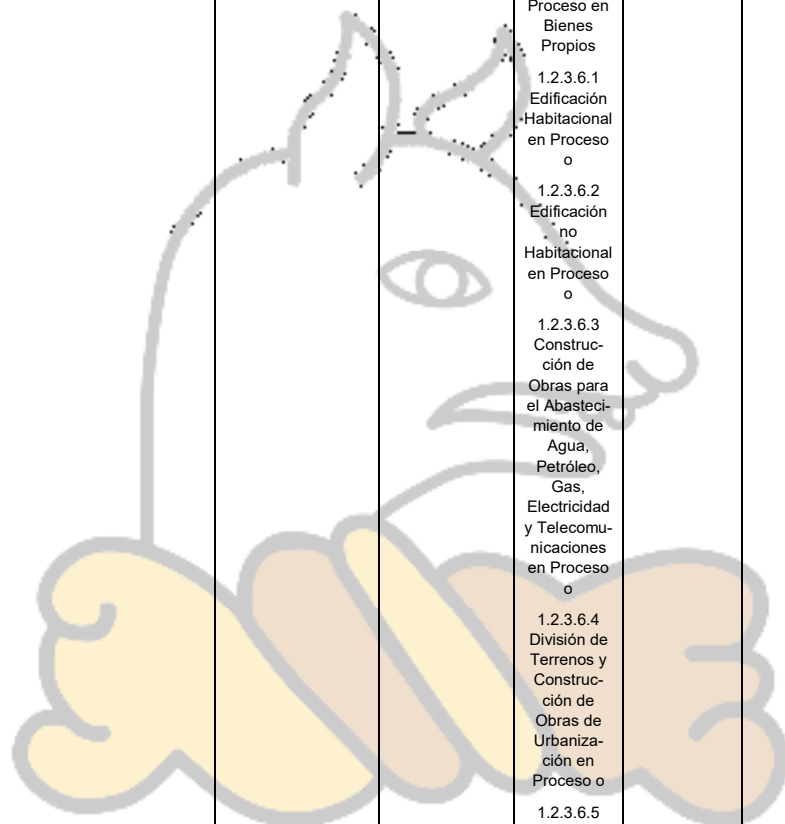 Proceso en
Bienes
Propios
1.2.3.6.1
Edificación
Habitacional
en Proceso
o
1.2.3.6.2
Edificación
no
Habitacional
en Proceso
o
1.2.3.6.3
Construc-
ción de
Obras para
el Abasteci-
miento de
Agua,
Petróleo,
Gas,
Electricidad
y Telecomu-
nicaciones
en Proceso
o
1.2.3.6.4
División de
Terrenos y
Construc-
ción de
Obras de
Urbaniza-
ción en
Proceso o
1.2.3.6.5